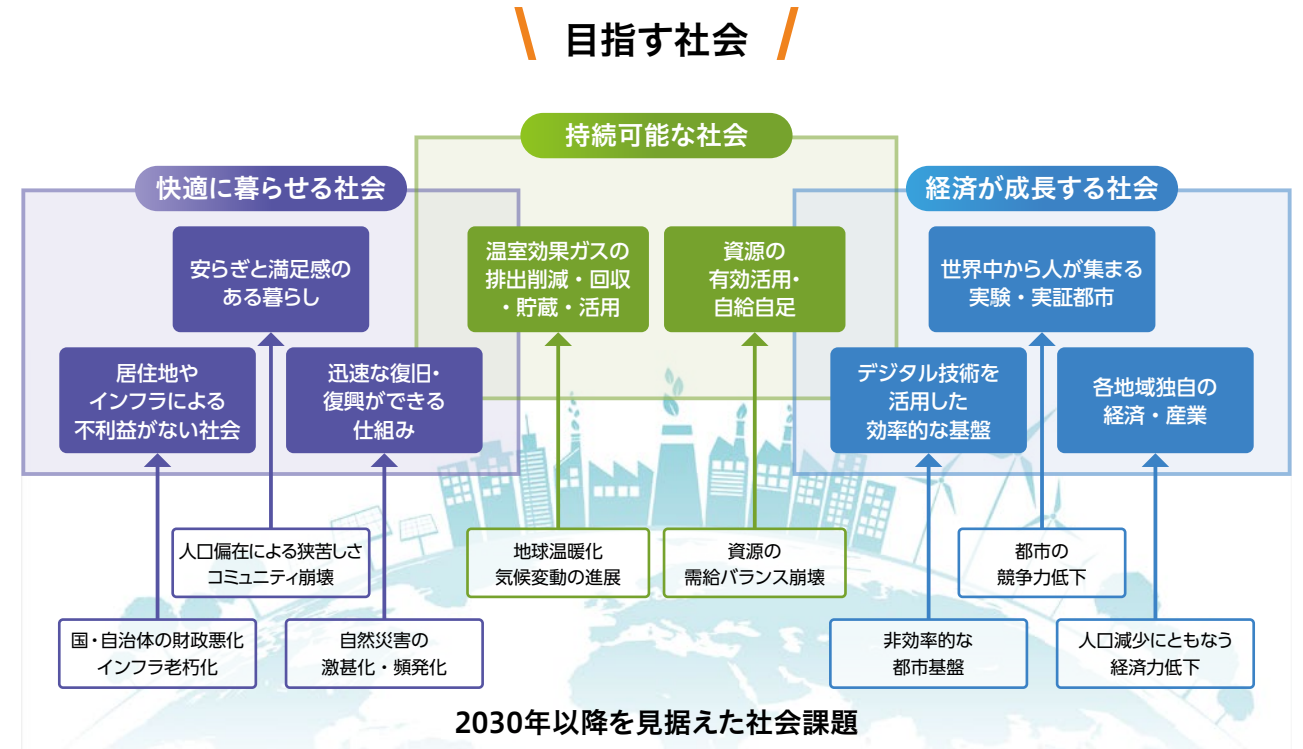 目指す社会
持続可能な社会
快適に暮らせる社会
経済が成長する社会
安らぎと満足感の
ある暮らし
温室効果ガスの
排出削減・回収
・貯蔵・活用
資源の
有効活用・
自給自足
世界中から人が集まる
実験・実証都市
居住地や
インフラによる
不利益がない社会
迅速な復旧・
復興ができる
仕組み
デジタル技術を
活用した
効率的な基盤
各地域独自の
経済・産業
人口偏在による狭苦しさ
コミュニティ崩壊
地球温暖化
気候変動の進展
資源の
需給バランス崩壊
都市の
競争力低下
国・自治体の財政悪化
インフラ老朽化
自然災害の
激甚化・頻発化
非効率的な
都市基盤
人口減少にともなう
経済力低下
2030年以降を見据えた社会課題